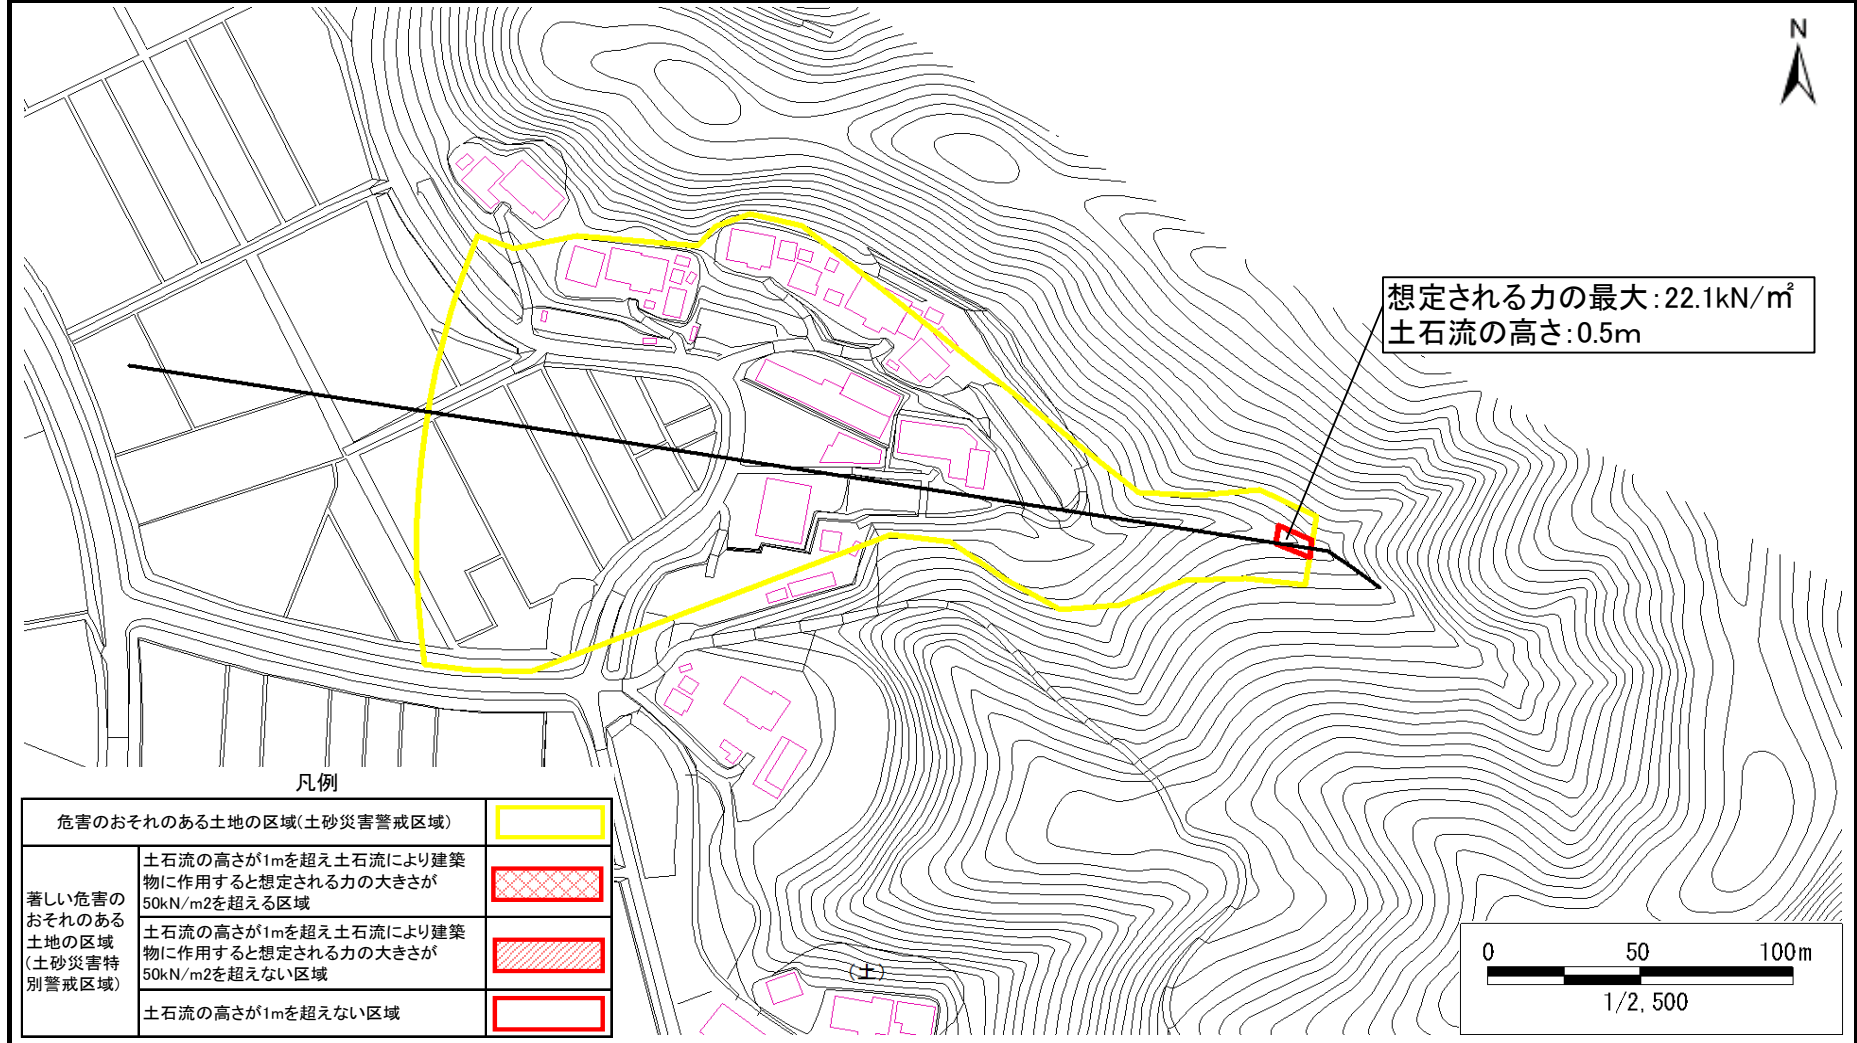 N
想定される力の最大:22.1kN/㎡
土石流の高さ:0.5m
(土)
凡例
危害のおそれのある土地の区域(土砂災害警戒区域)
著しい危害の
おそれのある
土地の区域
(土砂災害特
別警戒区域)
土石流の高さが1mを超え土石流により建築
物に作用すると想定される力の大きさが
50kN/m2を超える区域
土石流の高さが1mを超え土石流により建築
物に作用すると想定される力の大きさが
50kN/m2を超えない区域
土石流の高さが1mを超えない区域
0 50 100m
1/2,500